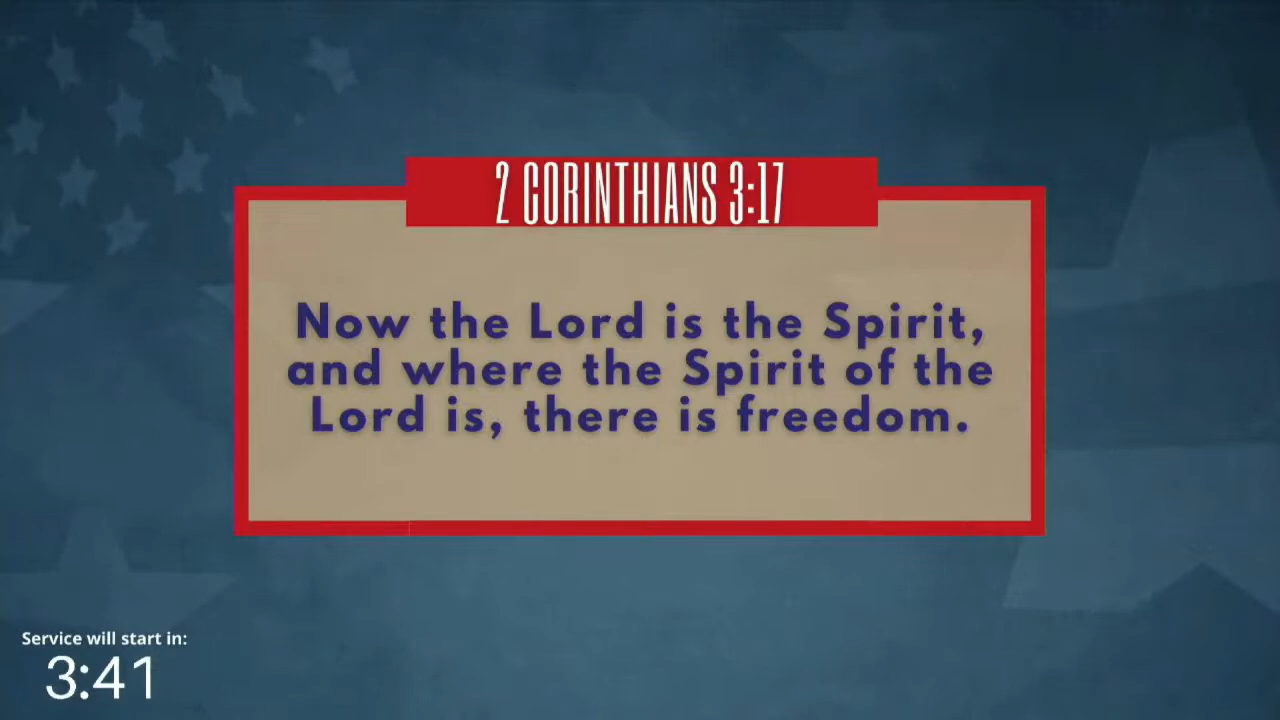 2 CORINTHIANS 3:17
Now the Lord is the Spirit,
and where the Spirit of the
Lord is, there is freedom.
Service will start in:
3:41